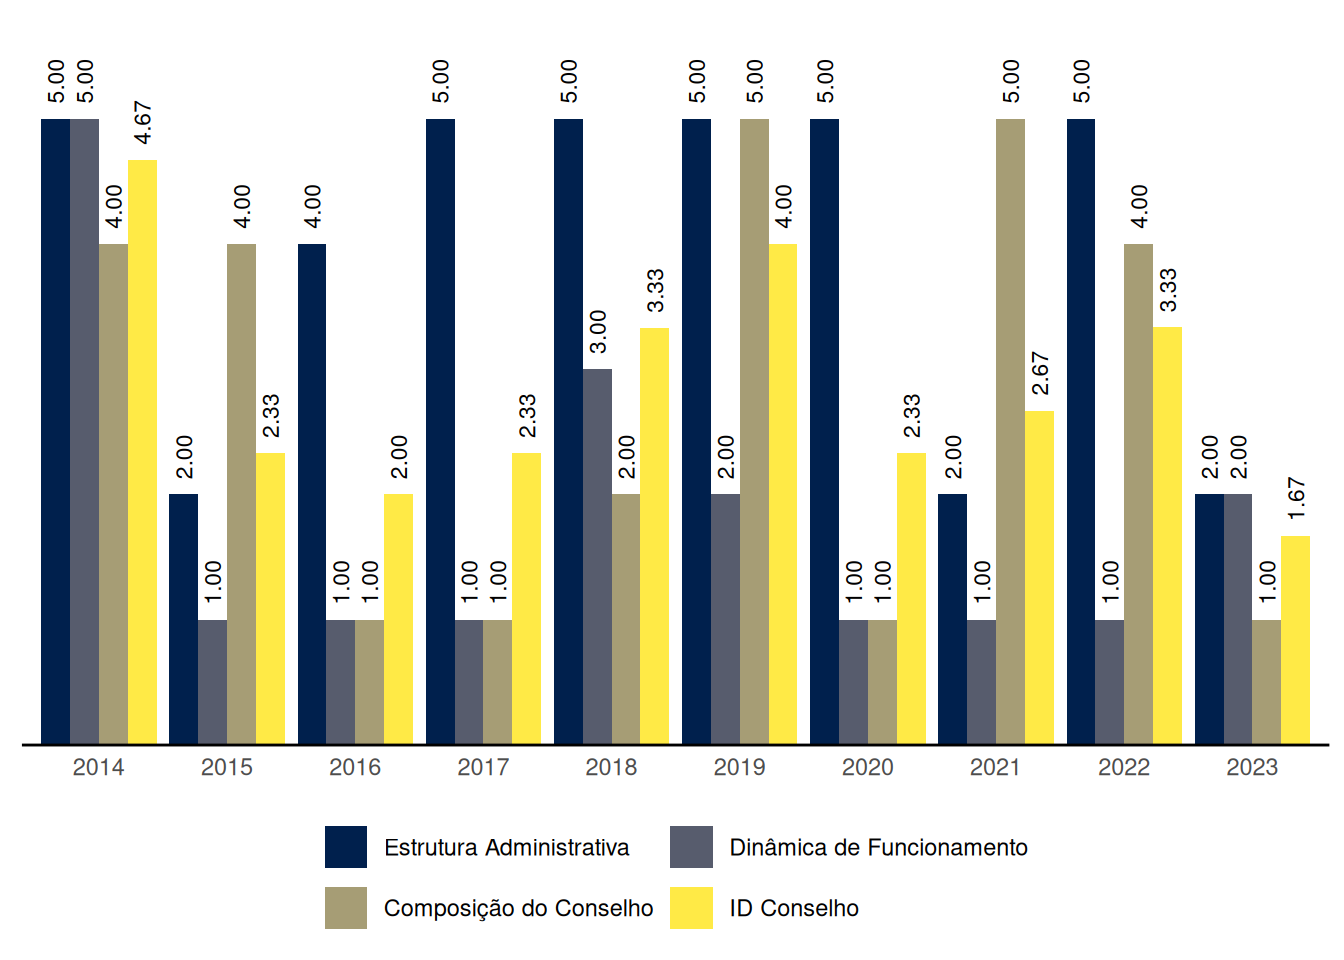 5.00 5.00 4.00 4.67
2.00 1.00 4.00 2.33
4.00 1.00 1.00 2.00
5.00 1.00 1.00 2.33
5.00 3.00 2.00 3.33
5.00 2.00 5.00 4.00
5.00 1.00 1.00 2.33
2.00 1.00 5.00 2.67
5.00 1.00 4.00 3.33
2.00 2.00 1.00 1.67
2014 2015 2016 2017 2018 2019 2020 2021 2022 2023
Estrutura Administrativa Dinâmica de Funcionamento
Composição do Conselho ID Conselho